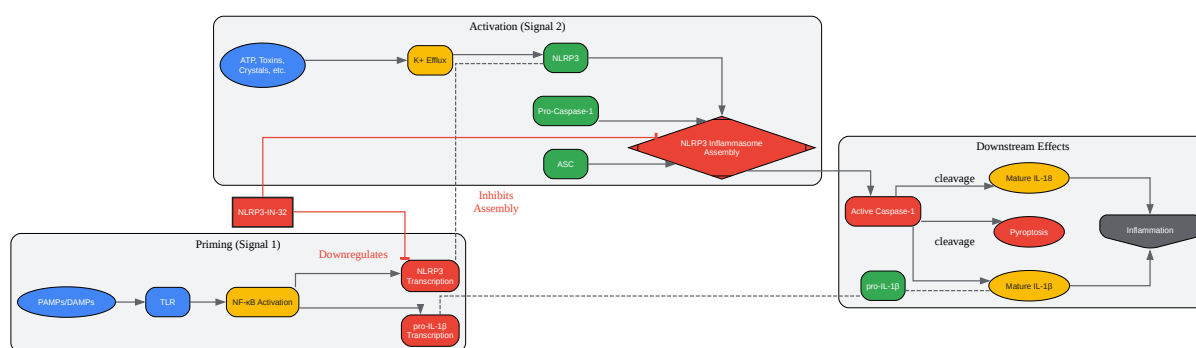 Activation (Signal 2)
ATP, Toxins,
Crystals, etc.
K+ Efflux
NLRP3
Pro-Caspase-1
ASC
NLRP3 Inflammasome
Assembly
Inhibits
Assembly
NLRP3-IN-32
Priming (Signal 1)
Downregulates
PAMPs/DAMPs
TLR
NF-κB Activation
NLRP3
Transcription
pro-IL-1β
Transcription
Downstream Effects
cleavage
Mature IL-18
Active Caspase-1
Pyroptosis
cleavage
Inflammation
pro-IL-1β
Mature IL-1β